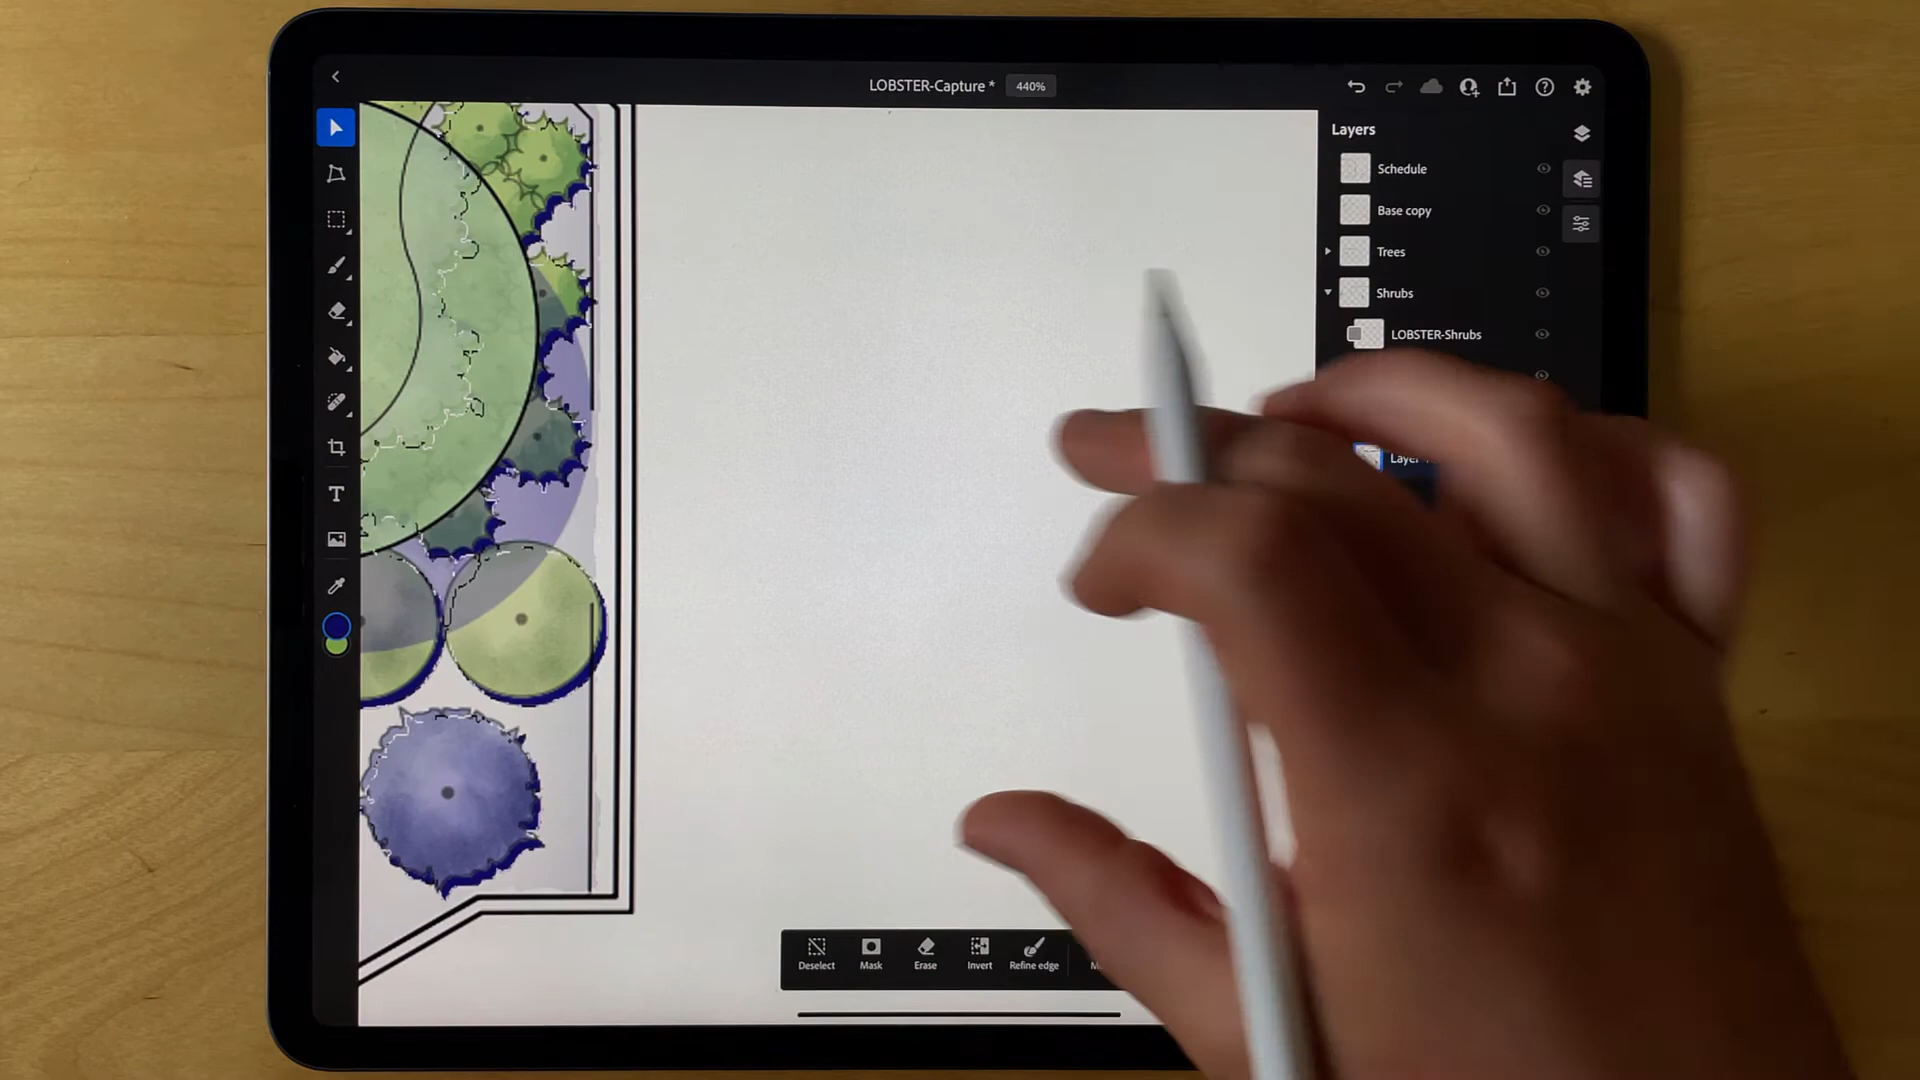 LOBSTER-Capture *
440%
Layers
Schedule
Base copy
Trees
Shrubs
LOBSTER-Shrubs
T
Deselect
Mask
Erase
Invert
Refine edge